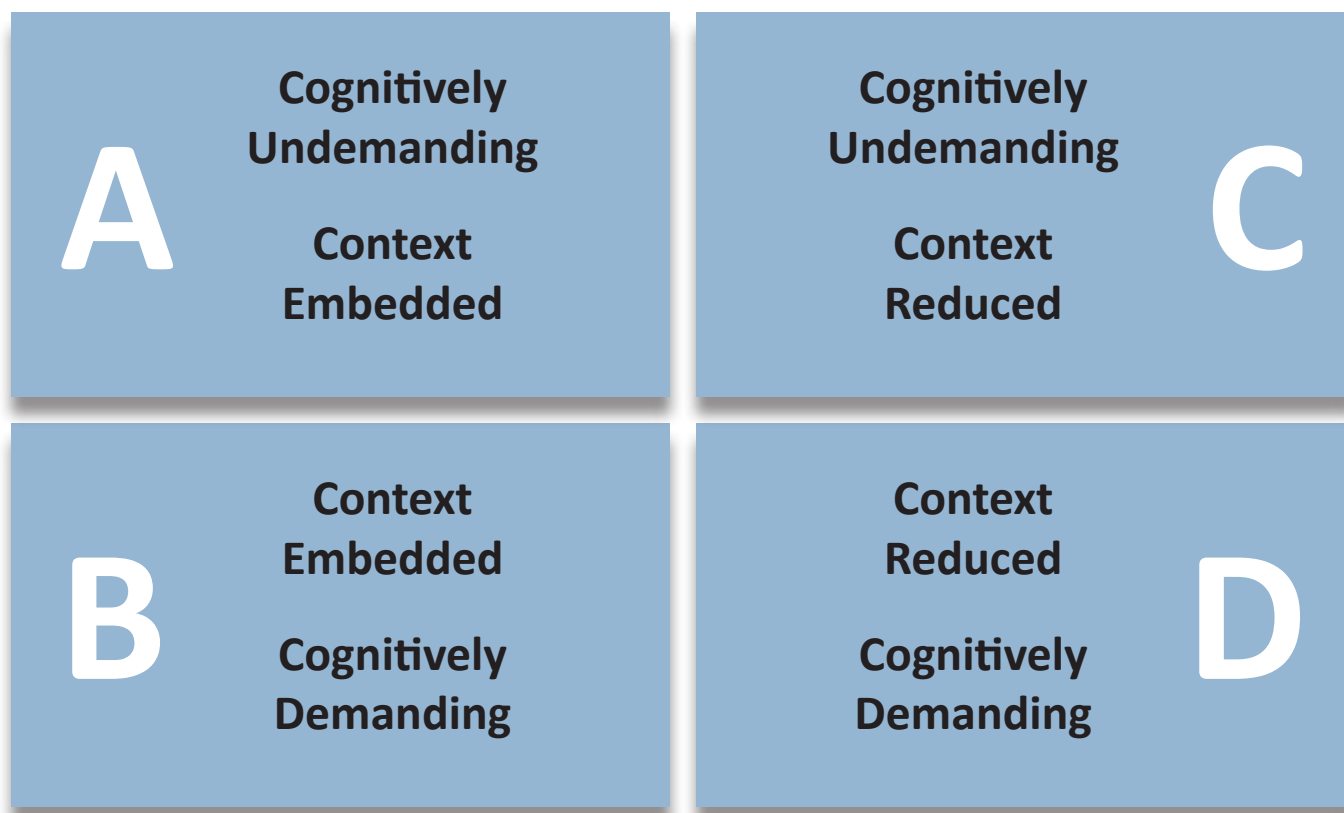 A
Cognitively
Undemanding
Context
Embedded
Cognitively
Undemanding
Context
Reduced
C
B
Context
Embedded
Cognitively
Demanding
Context
Reduced
Cognitively
Demanding
D